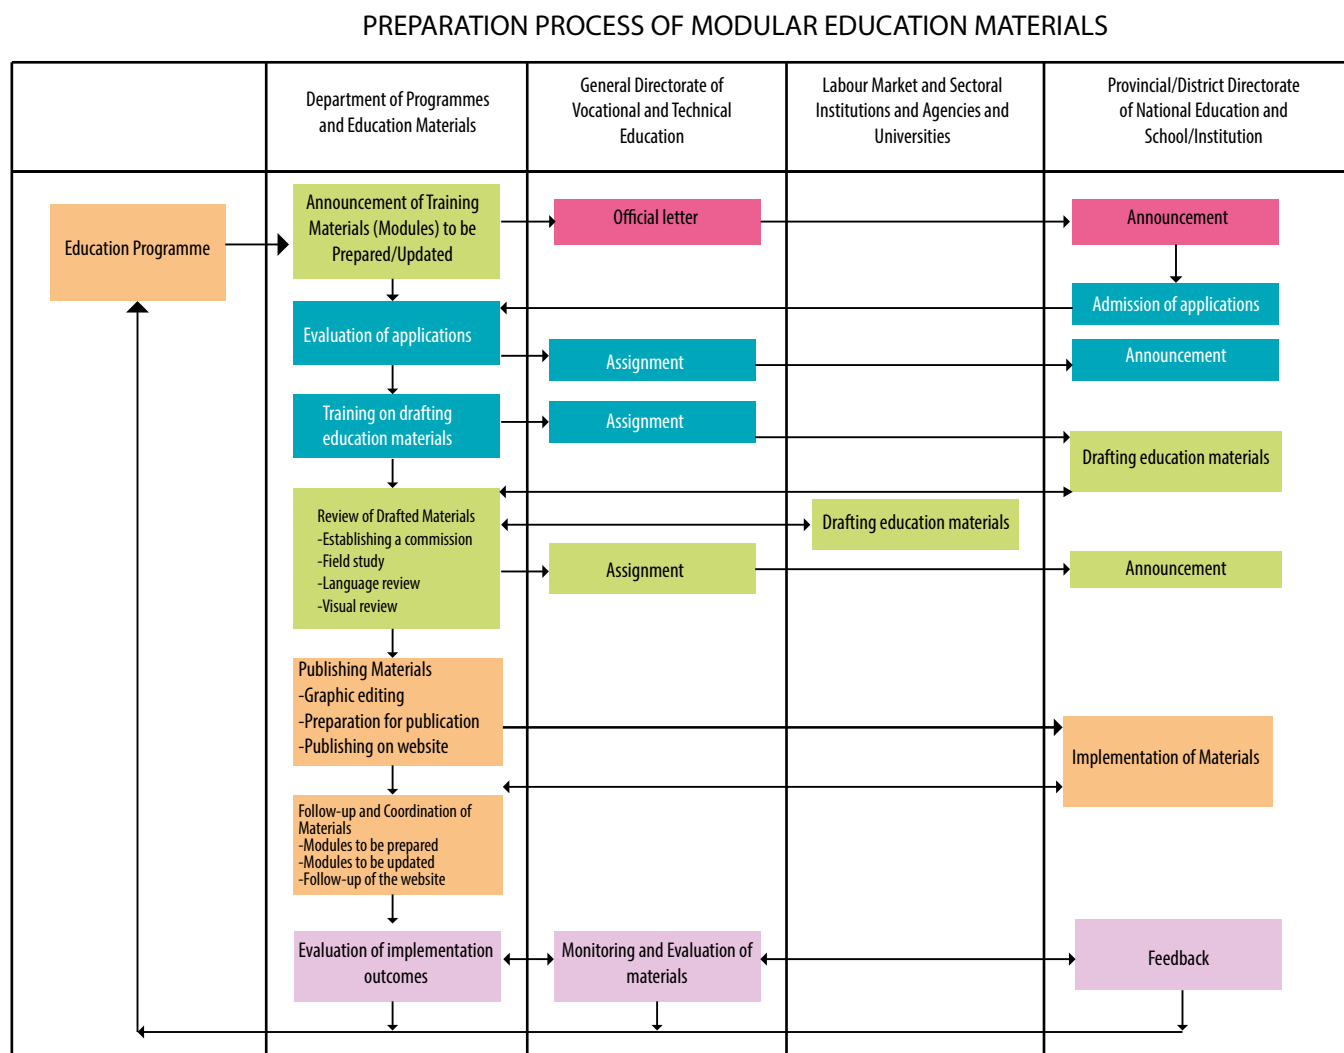 PREPARATION PROCESS OF MODULAR EDUCATION MATERIALS
Department of Programmes
and Education Materials
General Directorate of
Vocational and Technical
Education
Labour Market and Sectoral
Institutions and Agencies and
Universities
Provincial/District Directorate
of National Education and
School/Institution
Education Programme
Announcement of Training
Materials (Modules) to be
Prepared/Updated
Official letter
Announcement
Evaluation of applications
Admission of applications
Assignment
Announcement
Training on drafting
education materials
Assignment
Drafting education materials
Review of Drafted Materials
-Establishing a commission
-Field study
-Language review
-Visual review
Drafting education materials
Assignment
Announcement
Publishing Materials
-Graphic editing
-Preparation for publication
-Publishing on website
Implementation of Materials
Follow-up and Coordination of
Materials
-Modules to be prepared
-Modules to be updated
-Follow-up of the website
Evaluation of implementation
outcomes
Monitoring and Evaluation of
materials
Feedback